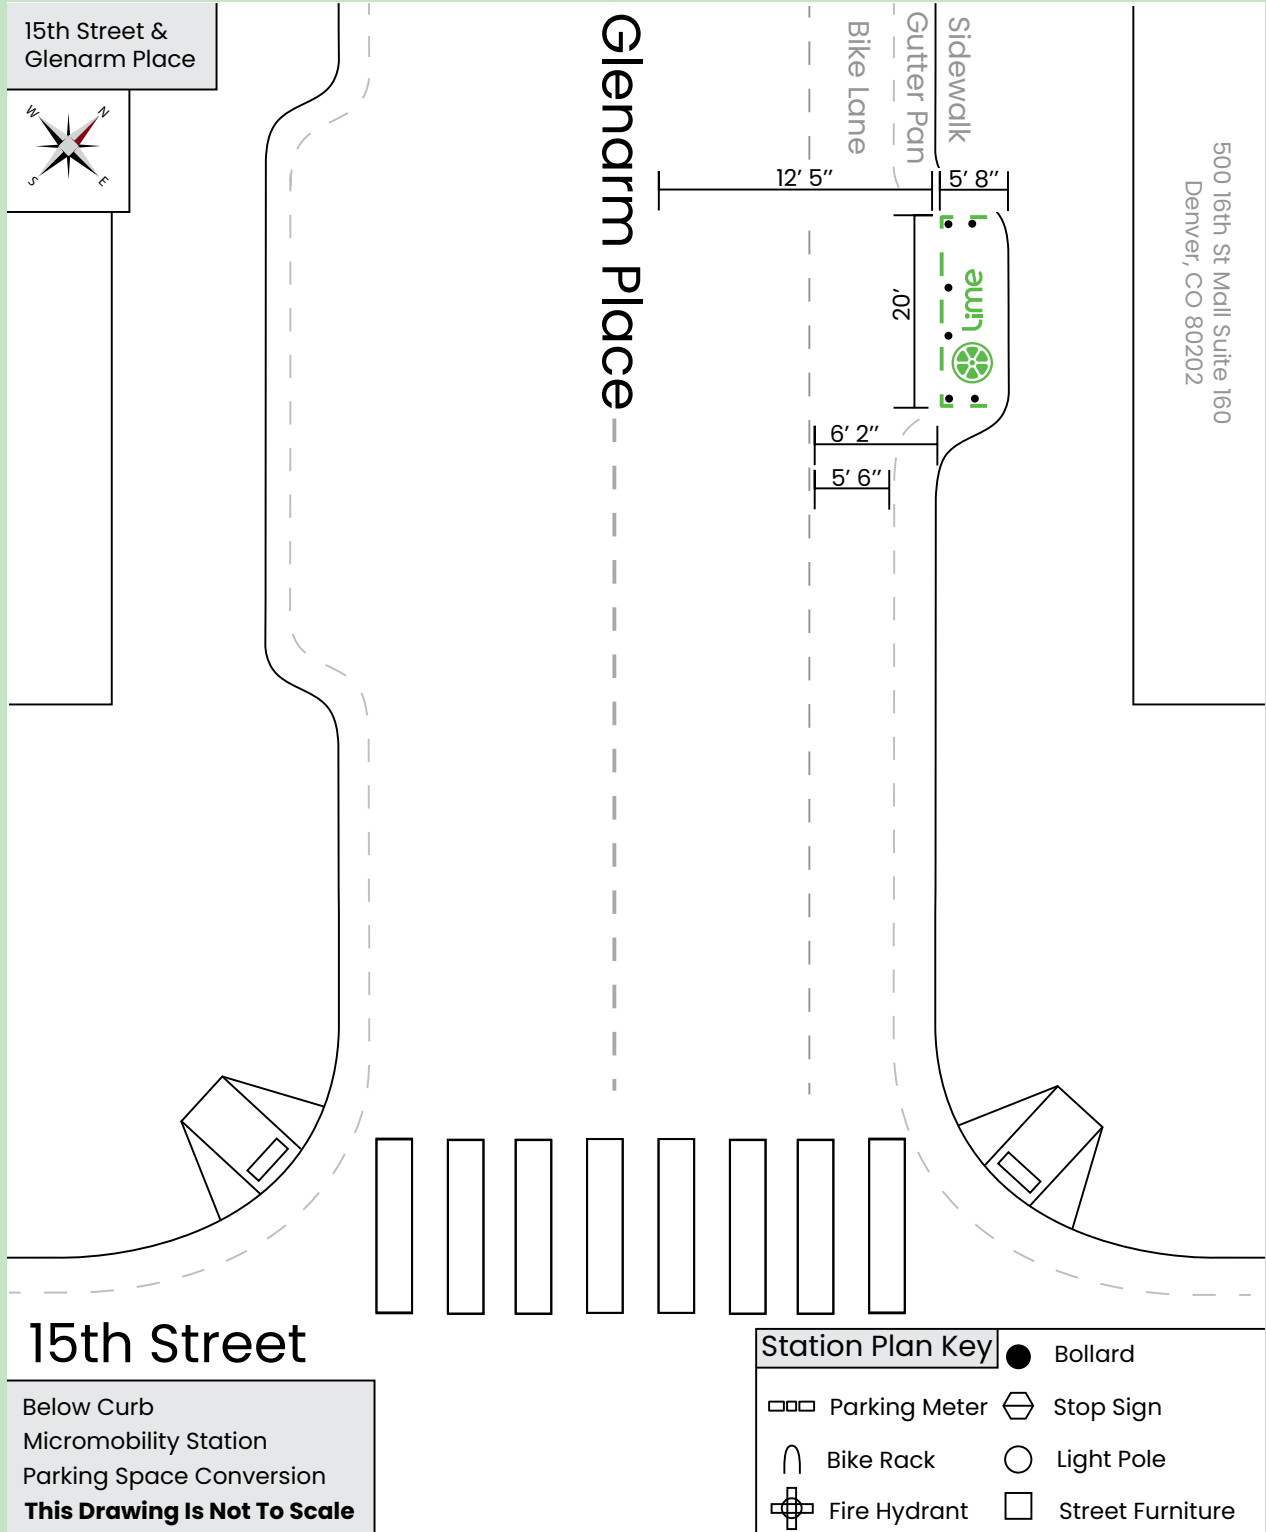 15th Street &
Glenarm Place
W
N
S
E
Glenarm Place
Bike Lane
Gutter Pan
Sidewalk
12’ 5’’
5’ 8’’
20’
Lime
6’ 2’’
5’ 6’’
500 16th St Mall Suite 160
Denver, CO 80202
15th Street
Below Curb
Micromobility Station
Parking Space Conversion
This Drawing Is Not To Scale
Station Plan Key
Bollard
Parking Meter
Stop Sign
Bike Rack
Light Pole
Fire Hydrant
Street Furniture